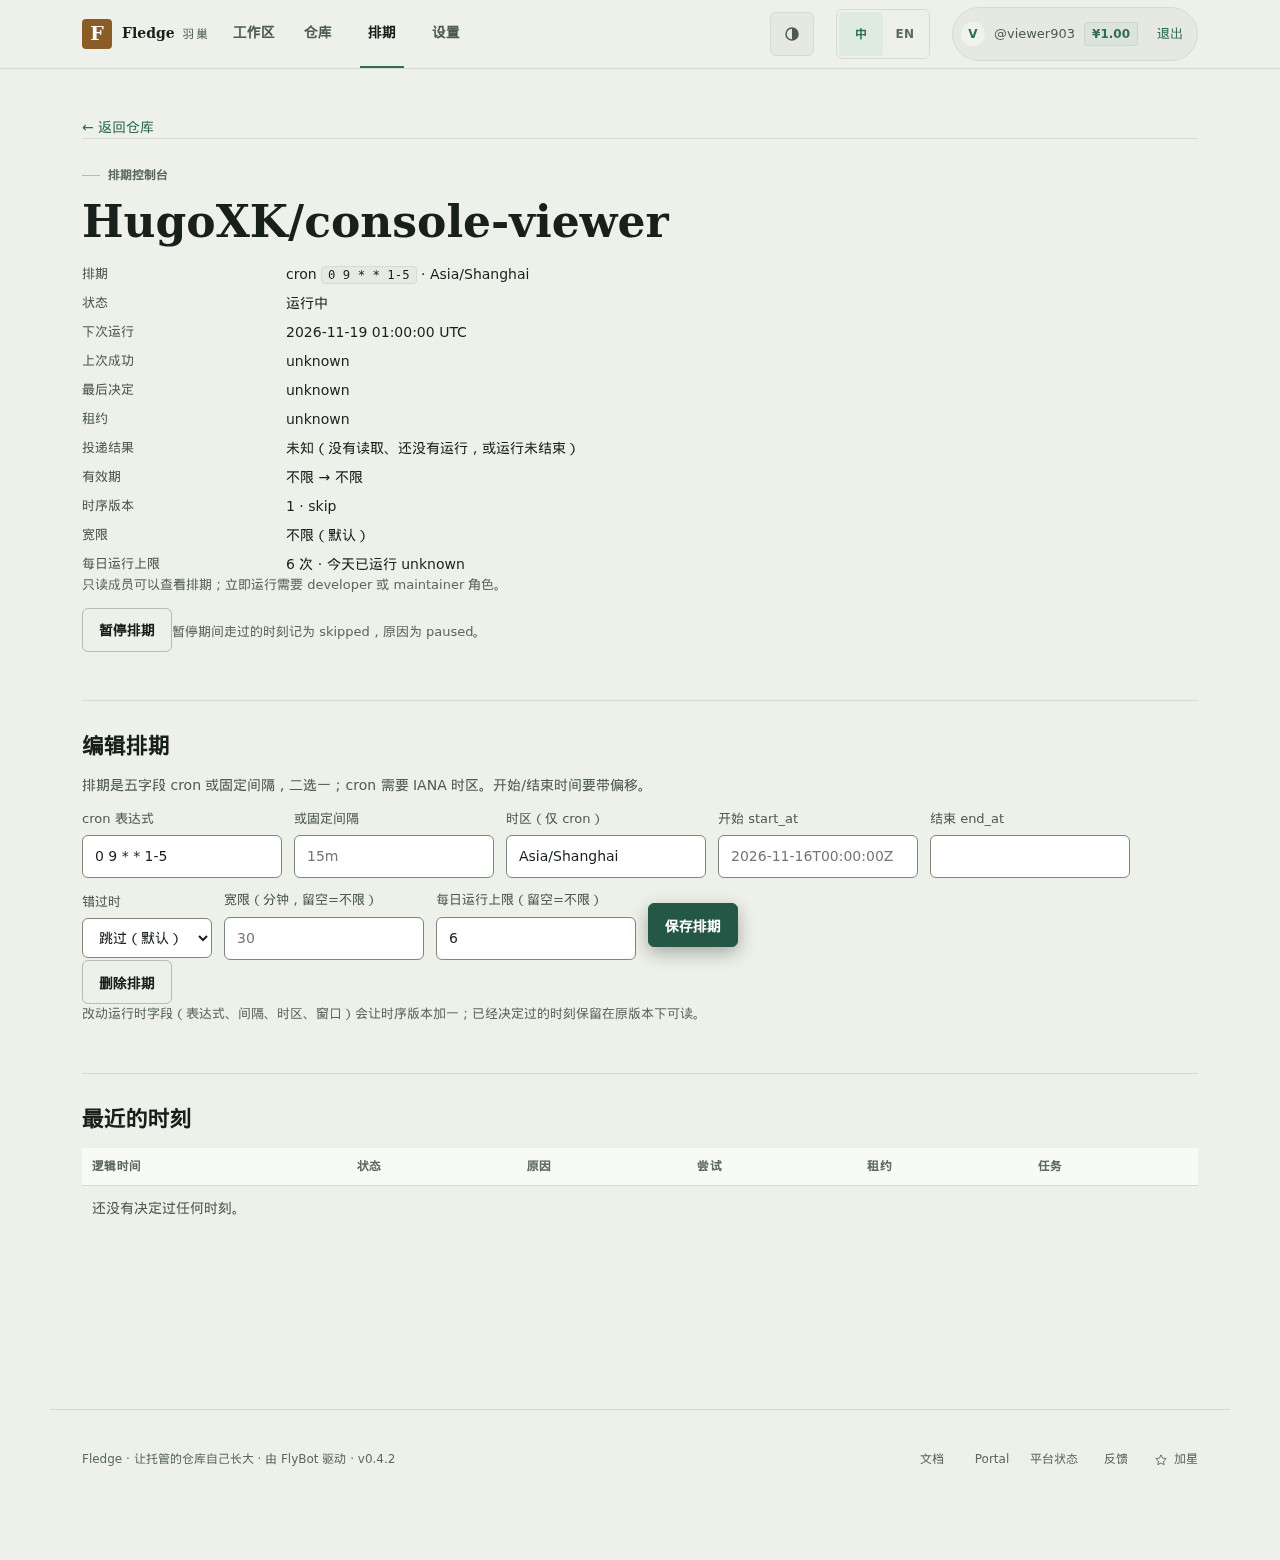 F Fledge 羽巢 工作区 仓库 排期 设置 中 EN V @viewer903 ¥1.00 退出
← 返回仓库
排期控制台
HugoXK/console-viewer
排期 cron 0 9 * * 1-5 · Asia/Shanghai
状态 运行中
下次运行 2026-11-19 01:00:00 UTC
上次成功 unknown
最后决定 unknown
租约 unknown
投递结果 未知（没有读取、还没有运行，或运行未结束）
有效期 不限 → 不限
时序版本 1 · skip
宽限 不限（默认）
每日运行上限 6 次 · 今天已运行 unknown
只读成员可以查看排期；立即运行需要 developer 或 maintainer 角色。
暂停排期 暂停期间走过的时刻记为 skipped，原因为 paused。
编辑排期
排期是五字段 cron 或固定间隔，二选一；cron 需要 IANA 时区。开始/结束时间要带偏移。
cron 表达式 或固定间隔 时区（仅 cron） 开始 start_at 结束 end_at
0 9 * * 1-5 15m Asia/Shanghai 2026-11-16T00:00:00Z
错过时 宽限（分钟，留空=不限） 每日运行上限（留空=不限）
跳过（默认） 30 6 保存排期
删除排期
改动运行时字段（表达式、间隔、时区、窗口）会让时序版本加一；已经决定过的时刻保留在原版本下可读。
最近的时刻
逻辑时间 状态 原因 尝试 租约 任务
还没有决定过任何时刻。
Fledge · 让托管的仓库自己长大 · 由 FlyBot 驱动 · v0.4.2 文档 Portal 平台状态 反馈 加星